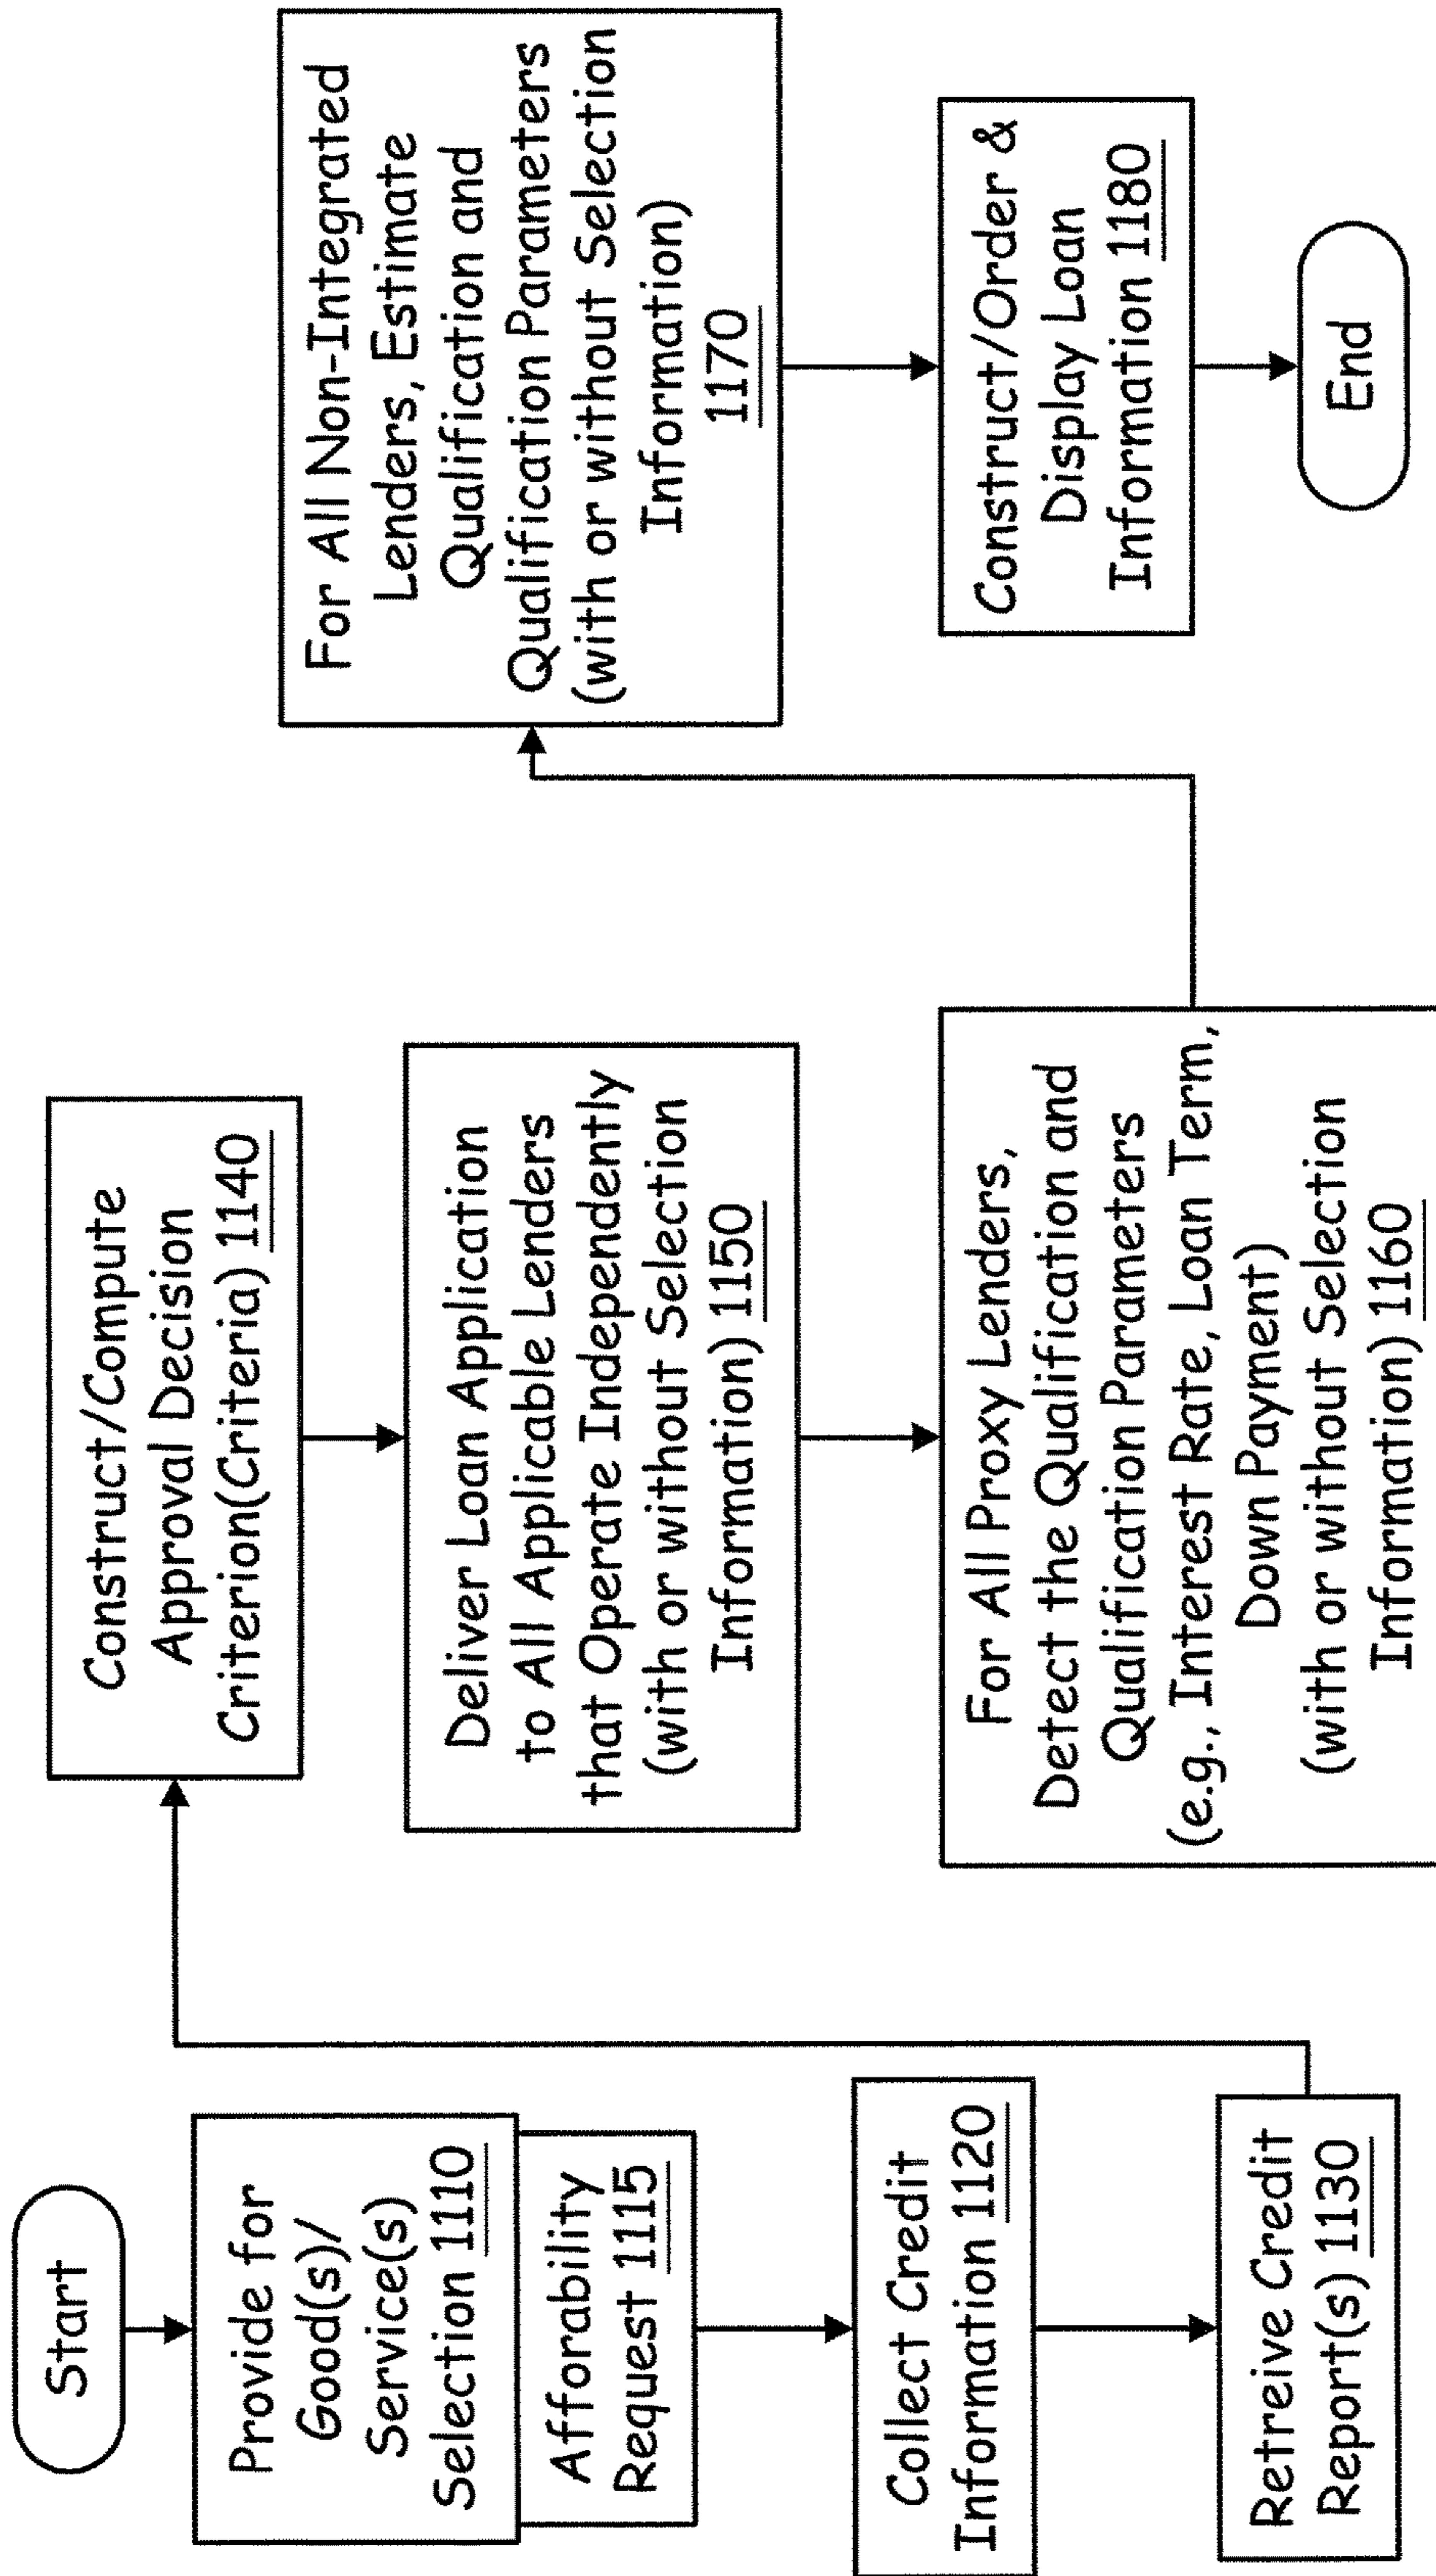 Start
Provide for
Good(s)/
Service(s)
Selection 1110
Afforability
Request 1115
Collect Credit
Information 1120
Retreive Credit
Report(s) 1130
Construct/Compute
Approval Decision
Criterion(Criteria) 1140
Deliver Loan Application
to All Applicable Lenders
that Operate Independently
(with or without Selection
Information) 1150
For All Proxy Lenders,
Detect the Qualification and
Qualification Parameters
(e.g., Interest Rate, Loan Term,
Down Payment)
(with or without Selection
Information) 1160
For All Non-Integrated
Lenders, Estimate
Qualification and
Qualification Parameters
(with or without Selection
Information)
1170
Construct/Order &
Display Loan
Information 1180
End